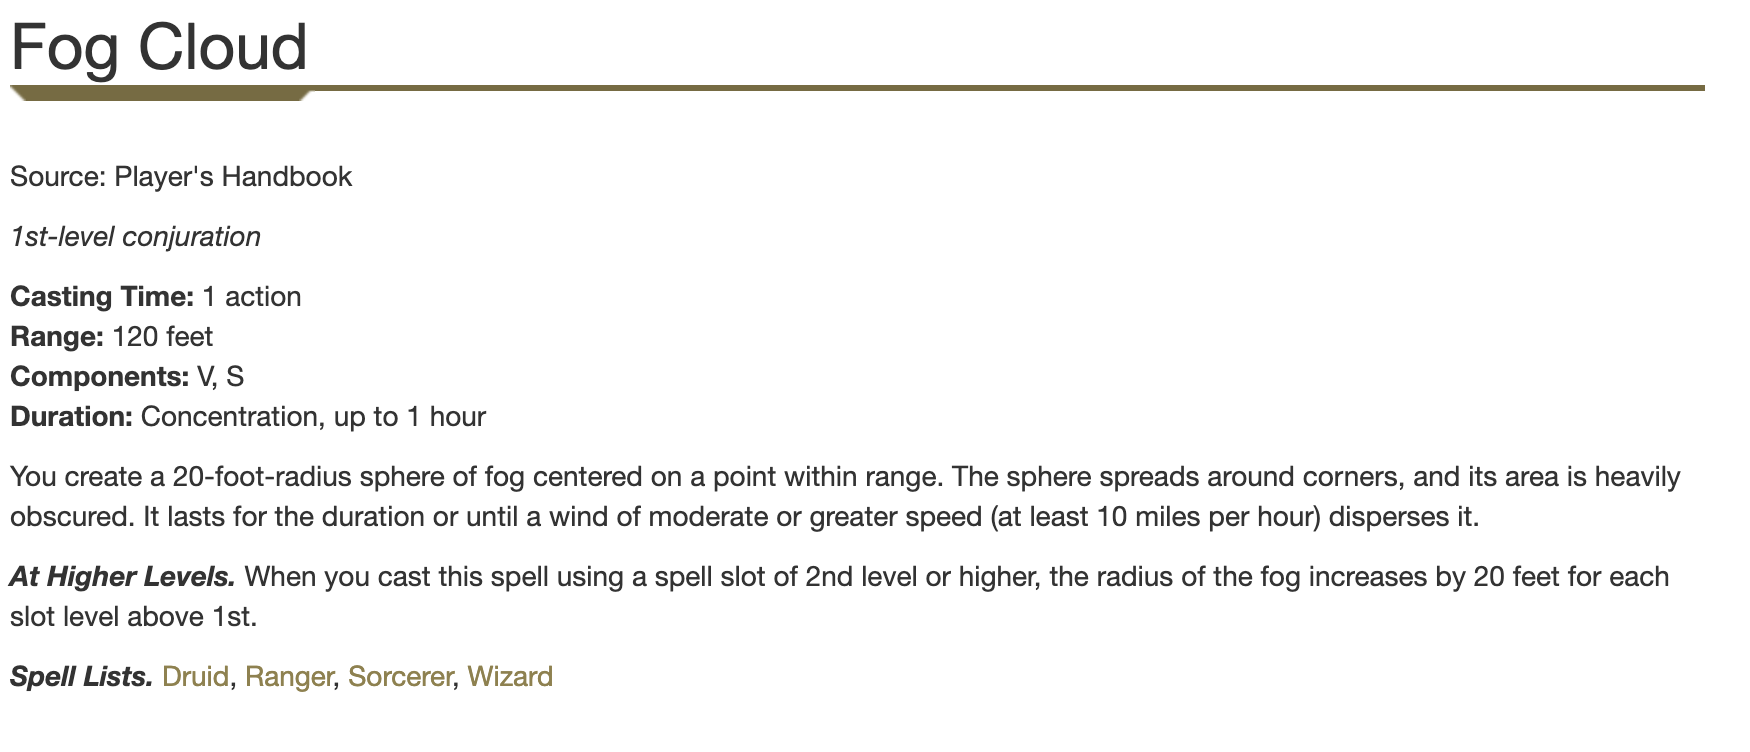 Fog Cloud
Source: Player's Handbook
1st-level conjuration
Casting Time: 1 action
Range: 120 feet
Components: V, S
Duration: Concentration, up to 1 hour
You create a 20-foot-radius sphere of fog centered on a point within range. The sphere spreads around corners, and its area is heavily
obscured. It lasts for the duration or until a wind of moderate or greater speed (at least 10 miles per hour) disperses it.
At Higher Levels. When you cast this spell using a spell slot of 2nd level or higher, the radius of the fog increases by 20 feet for each
slot level above 1st.
Spell Lists. Druid, Ranger, Sorcerer, Wizard